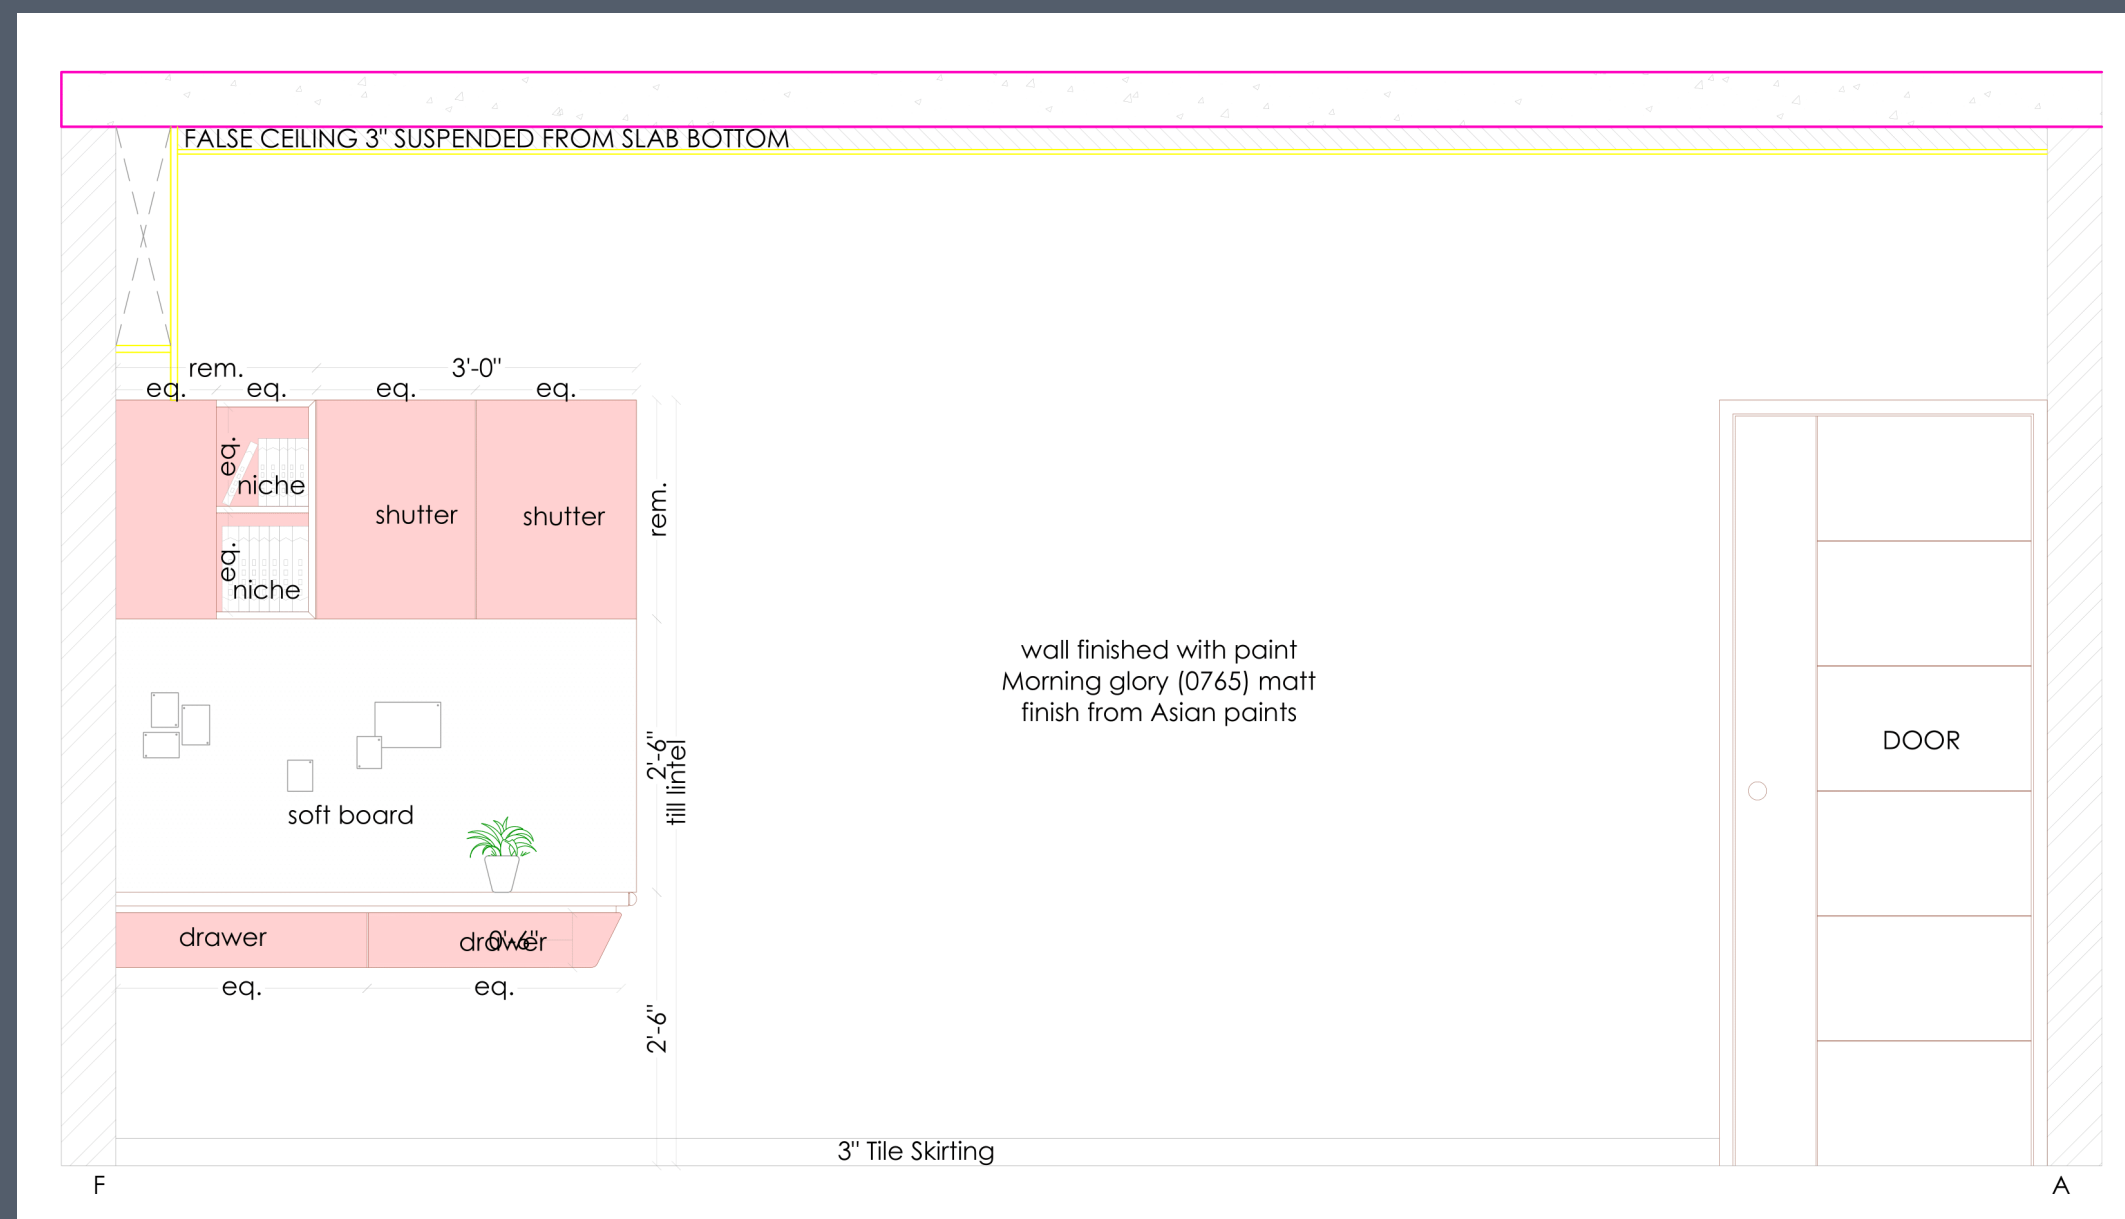 FALSE CEILING 3" SUSPENDED FROM SLAB BOTTOM
rem.
3'-0"
eq.
eq.
eq.
eq.
eq.
niche
eq.
niche
shutter
shutter
rem.
wall finished with paint
Morning glory (0765) matt
finish from Asian paints
DOOR
2'-6"
till lintel
soft board
drawer
drawer
0'-6"
eq.
eq.
2'-6"
3" Tile Skirting
F
A